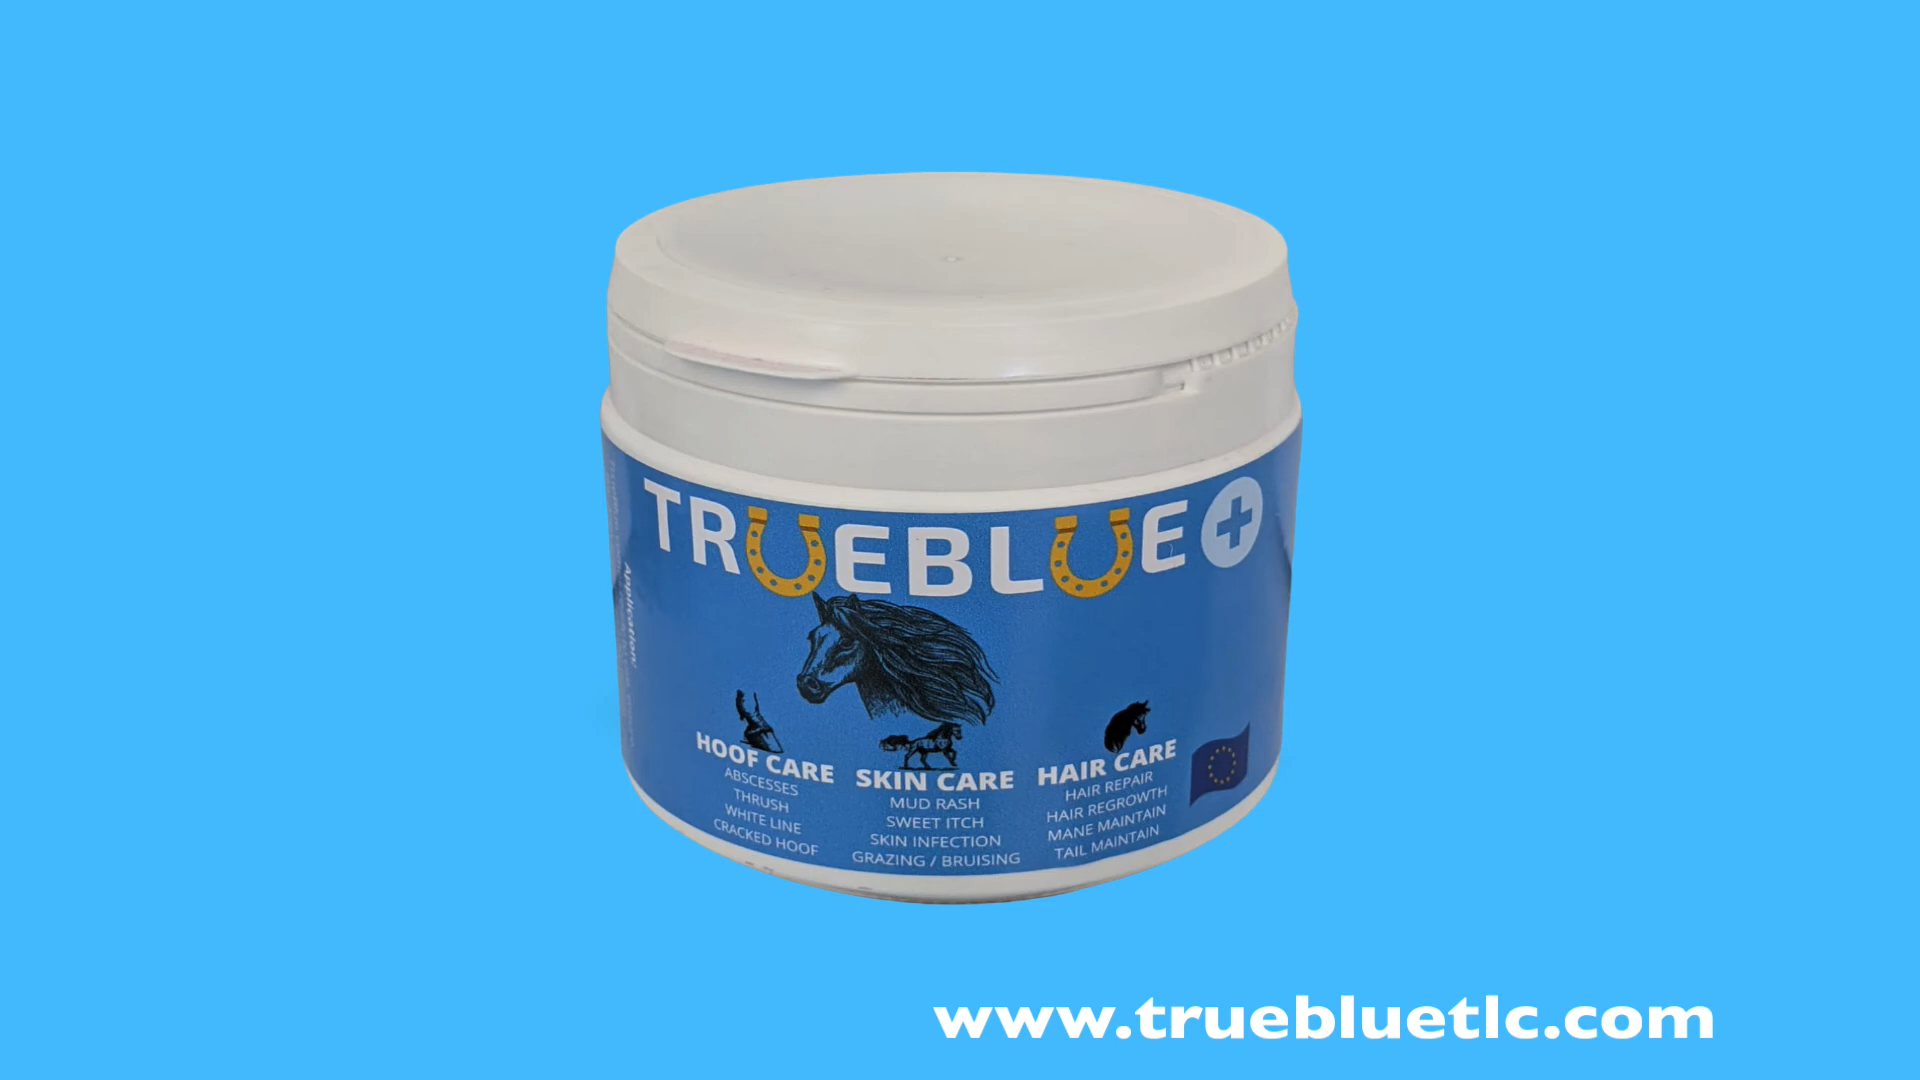 TRUEBLUE+
Application:
HOOF CARE
ABSCESSES
THRUSH
WHITE LINE
CRACKED HOOF
SKIN CARE
MUD RASH
SWEET ITCH
SKIN INFECTION
GRAZING / BRUISING
HAIR CARE
HAIR REPAIR
HAIR REGROWTH
MANE MAINTAIN
TAIL MAINTAIN
www.truebluetlc.com